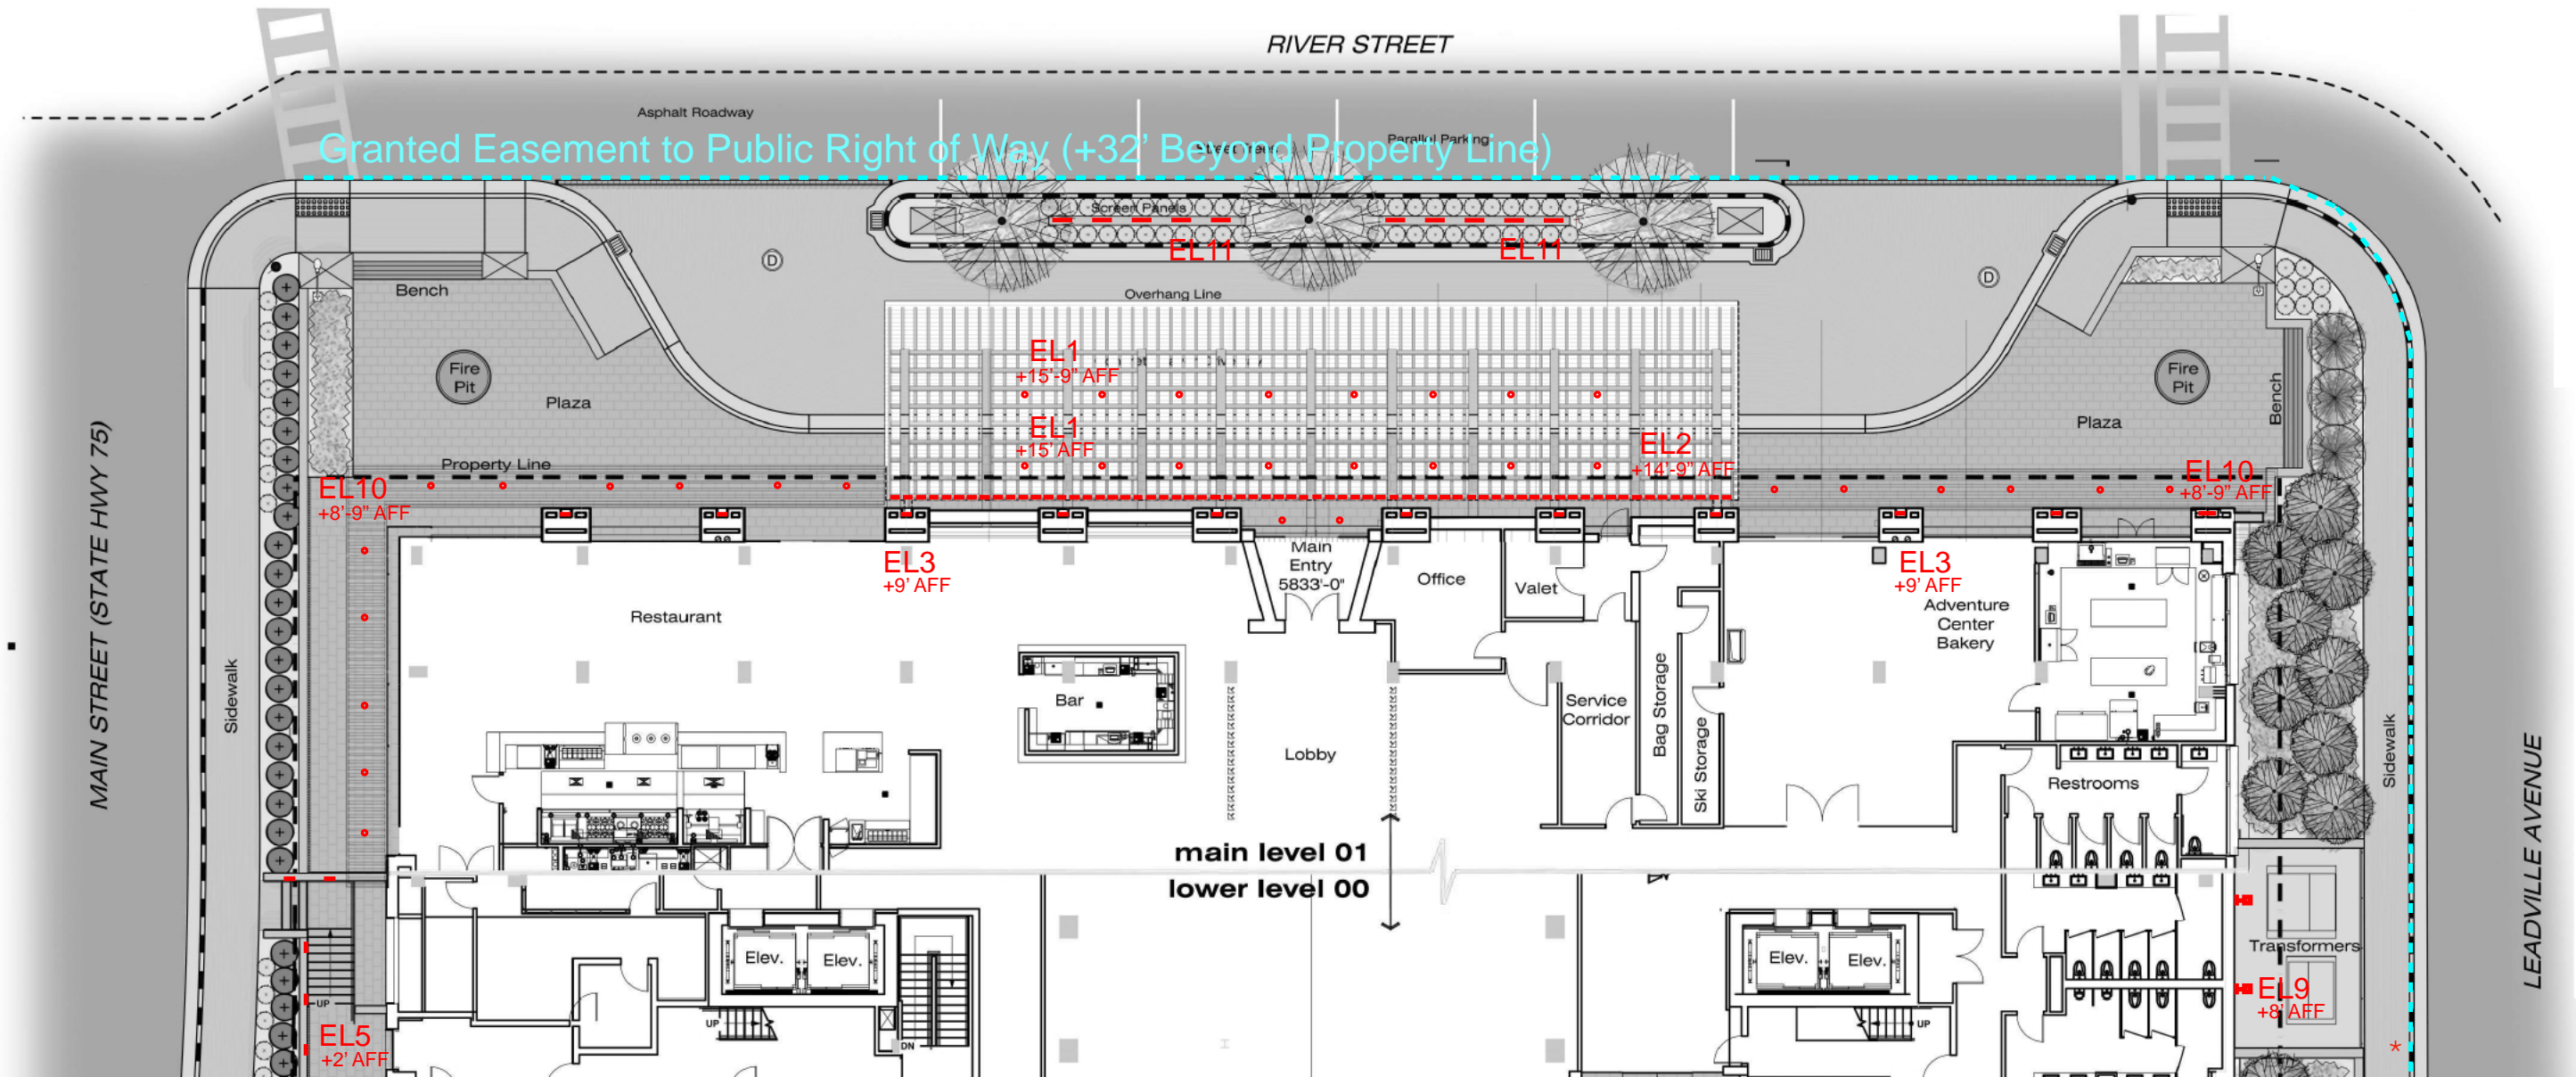 RIVER STREET
Asphalt Roadway
Granted Easement to Public Right of Way (+32' Beyond Property Line)
Street Trees
Parallel Parking
Screen Panels
EL11
EL11
D
D
Bench
Overhang Line
EL1
+15'-9" AFF
Fire
Pit
Plaza
Fire
Pit
Bench
Plaza
EL1
+15' AFF
EL2
+14'-9" AFF
Property Line
EL10
+8'-9" AFF
EL10
+8'-9" AFF
MAIN STREET (STATE HWY 75)
Sidewalk
EL3
+9' AFF
Main
Entry
5833'-0"
Office
Valet
EL3
+9' AFF
Adventure
Center
Bakery
Restaurant
Bar
Lobby
Service
Corridor
Bag Storage
Ski Storage
Restrooms
Sidewalk
LEADVILLE AVENUE
main level 01
lower level 00
Elev.
Elev.
Elev.
Elev.
Transformers
EL9
+8' AFF
UP
EL5
+2' AFF
UP
DN
UP
*